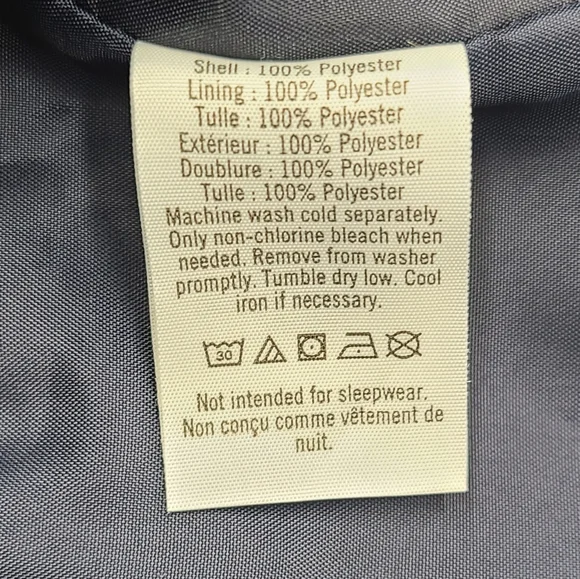 Shell : 100% Polyester
Lining : 100% Polyester
Tulle : 100% Polyester
Extérieur : 100% Polyester
Doublure : 100% Polyester
Tulle : 100% Polyester
Machine wash cold separately.
Only non-chlorine bleach when
needed. Remove from washer
promptly. Tumble dry low. Cool
iron if necessary.
30
Not intended for sleepwear.
Non conçu comme vêtement de
nuit.